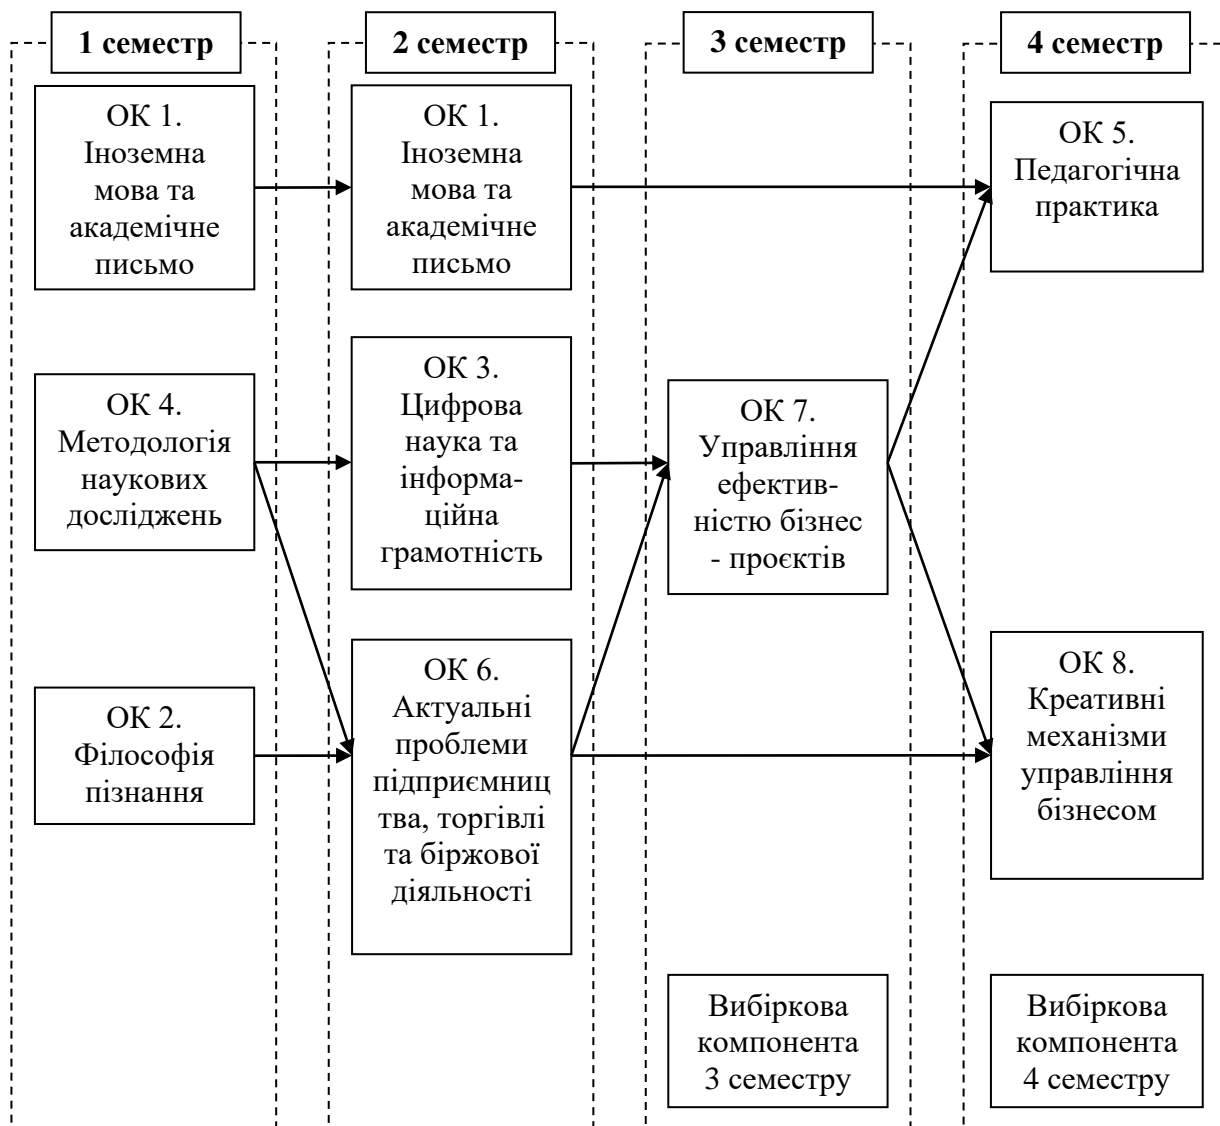 1 семестр
2 семестр
3 семестр
4 семестр
ОК 1.
Іноземна
мова та
академічне
письмо
ОК 4.
Методологія
наукових
досліджень
ОК 2.
Філософія
пізнання
ОК 1.
Іноземна
мова та
академічне
письмо
ОК 3.
Цифрова
наука та
інформа-
ційна
грамотність
ОК 6.
Актуальні
проблеми
підприємниц
тва, торгівлі
та біржової
діяльності
ОК 7.
Управління
ефектив-
ністю бізнес
- проєктів
Вибіркова
компонента
3 семестру
ОК 5.
Педагогічна
практика
ОК 8.
Креативні
механізми
управління
бізнесом
Вибіркова
компонента
4 семестру